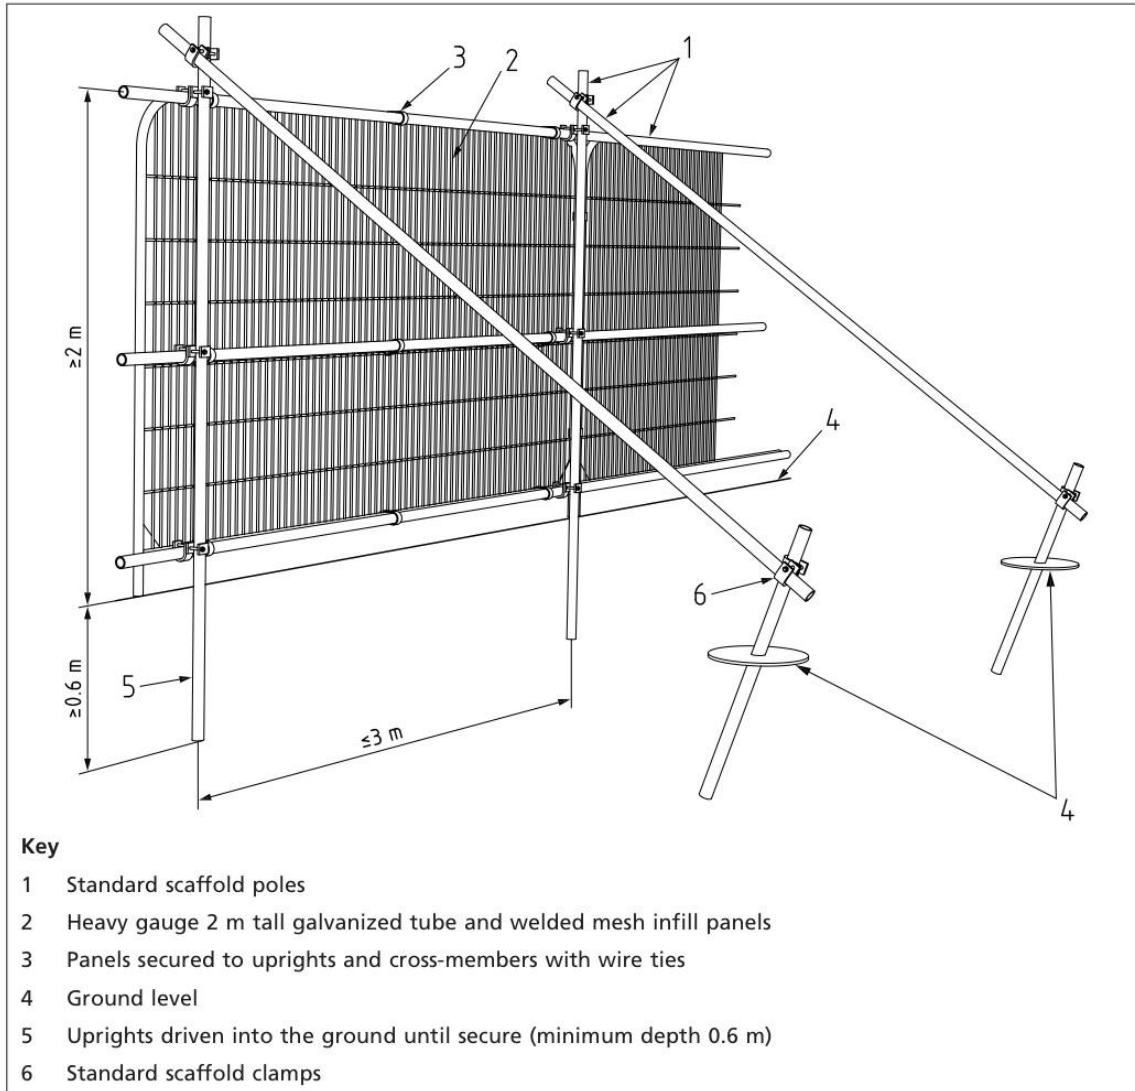 1
3
2
4
≥2 m
6
5
≥0.6 m
≤3 m
4
Key
1 Standard scaffold poles
2 Heavy gauge 2 m tall galvanized tube and welded mesh infill panels
3 Panels secured to uprights and cross-members with wire ties
4 Ground level
5 Uprights driven into the ground until secure (minimum depth 0.6 m)
6 Standard scaffold clamps